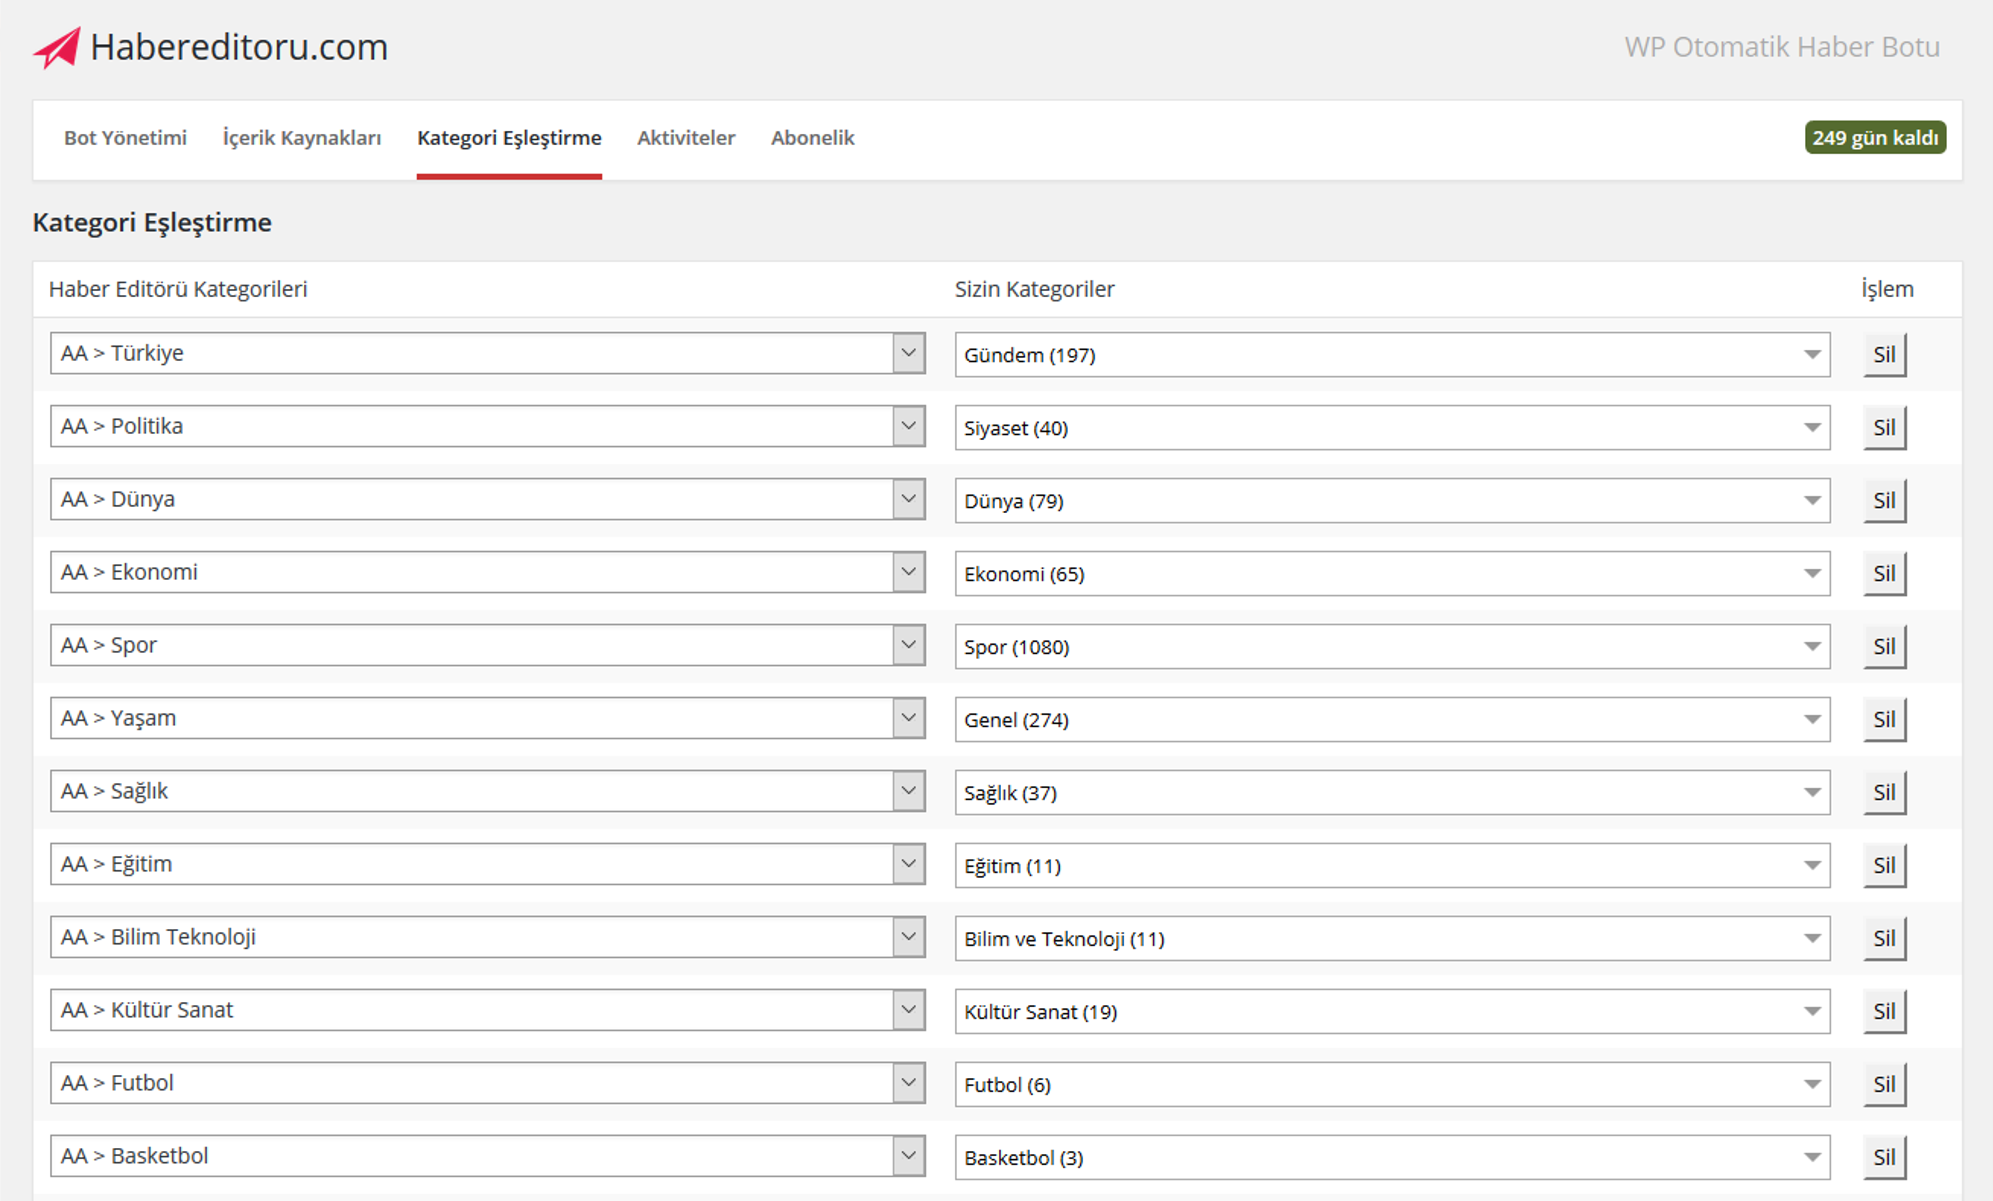 Habereditoru.com
WP Otomatik Haber Botu
Bot Yönetimi İçerik Kaynakları Kategori Eşleştirme Aktiviteler Abonelik 249 gün kaldı
Kategori Eşleştirme
Haber Editörü Kategorileri Sizin Kategoriler İşlem
AA > Türkiye Gündem (197) Sil
AA > Politika Siyaset (40) Sil
AA > Dünya Dünya (79) Sil
AA > Ekonomi Ekonomi (65) Sil
AA > Spor Spor (1080) Sil
AA > Yaşam Genel (274) Sil
AA > Sağlık Sağlık (37) Sil
AA > Eğitim Eğitim (11) Sil
AA > Bilim Teknoloji Bilim ve Teknoloji (11) Sil
AA > Kültür Sanat Kültür Sanat (19) Sil
AA > Futbol Futbol (6) Sil
AA > Basketbol Basketbol (3) Sil